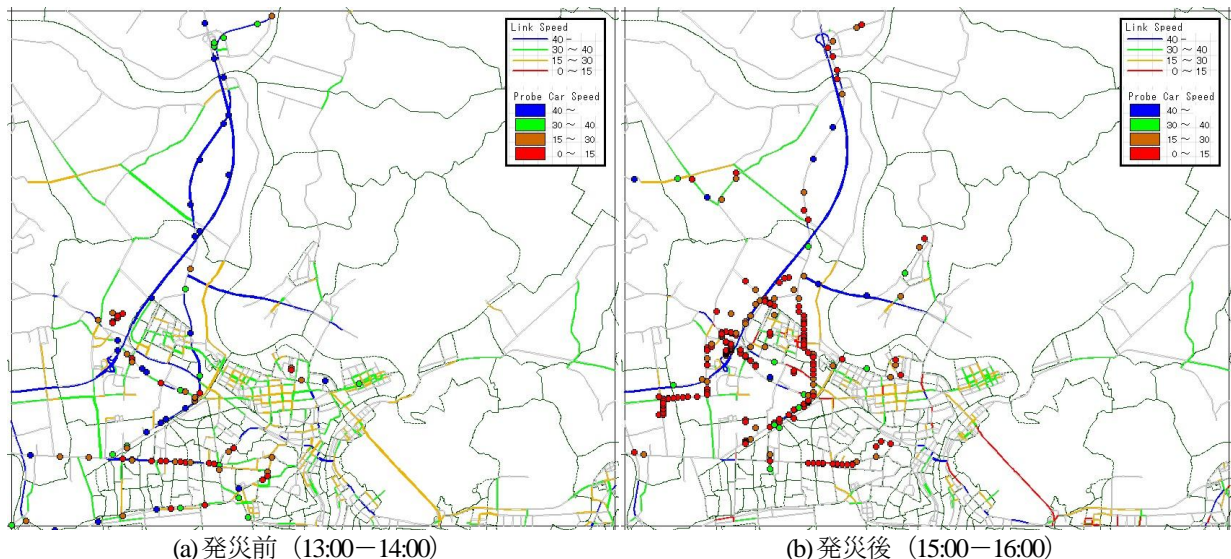 Link Speed
40 -
30 ~ 40
15 ~ 30
0 ~ 15
Probe Car Speed
40 ~
30 ~ 40
15 ~ 30
0 ~ 15
Link Speed
40 -
30 ~ 40
15 ~ 30
0 ~ 15
Probe Car Speed
40 ~
30 ~ 40
15 ~ 30
0 ~ 15
(a) 発災前（13:00－14:00）
(b) 発災後（15:00－16:00）